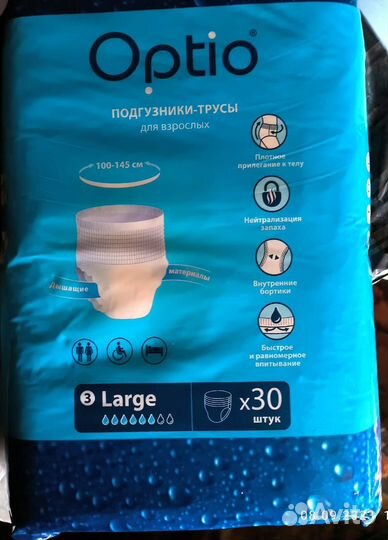 Optio®
ПОДГУЗНИКИ-ТРУСЫ
для взрослых
100-145 см
Плотное
прилегание к телу
Нейтрализация
запаха
Дышащие
материалы
Внутренние
бортики
Быстрое
и равномерное
впитывание
3 Large
x30
штук
Avito